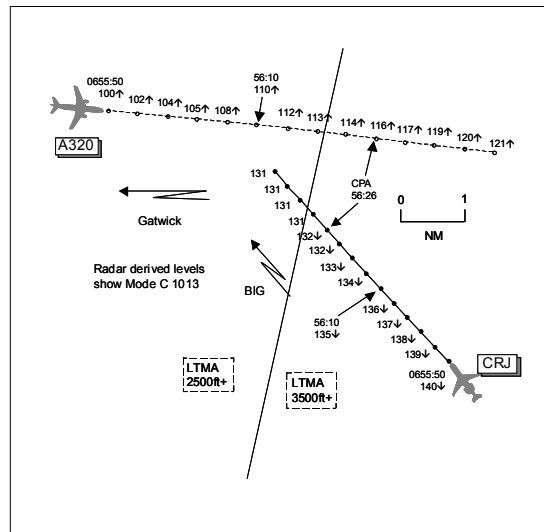 0655:50
100↑
102↑
104↑
105↑
108↑
56:10
110↑
112↑
113↑
114↑
116↑
117↑
119↑
120↑
121↑
A320
131
131
131
131
132↓
132↓
133↓
134↓
CPA
56:26
0
1
NM
Gatwick
Radar derived levels
show Mode C 1013
BIG
56:10
135↓
136↓
137↓
138↓
139↓
0655:50
140↓
CRJ
LTMA
2500ft+
LTMA
3500ft+